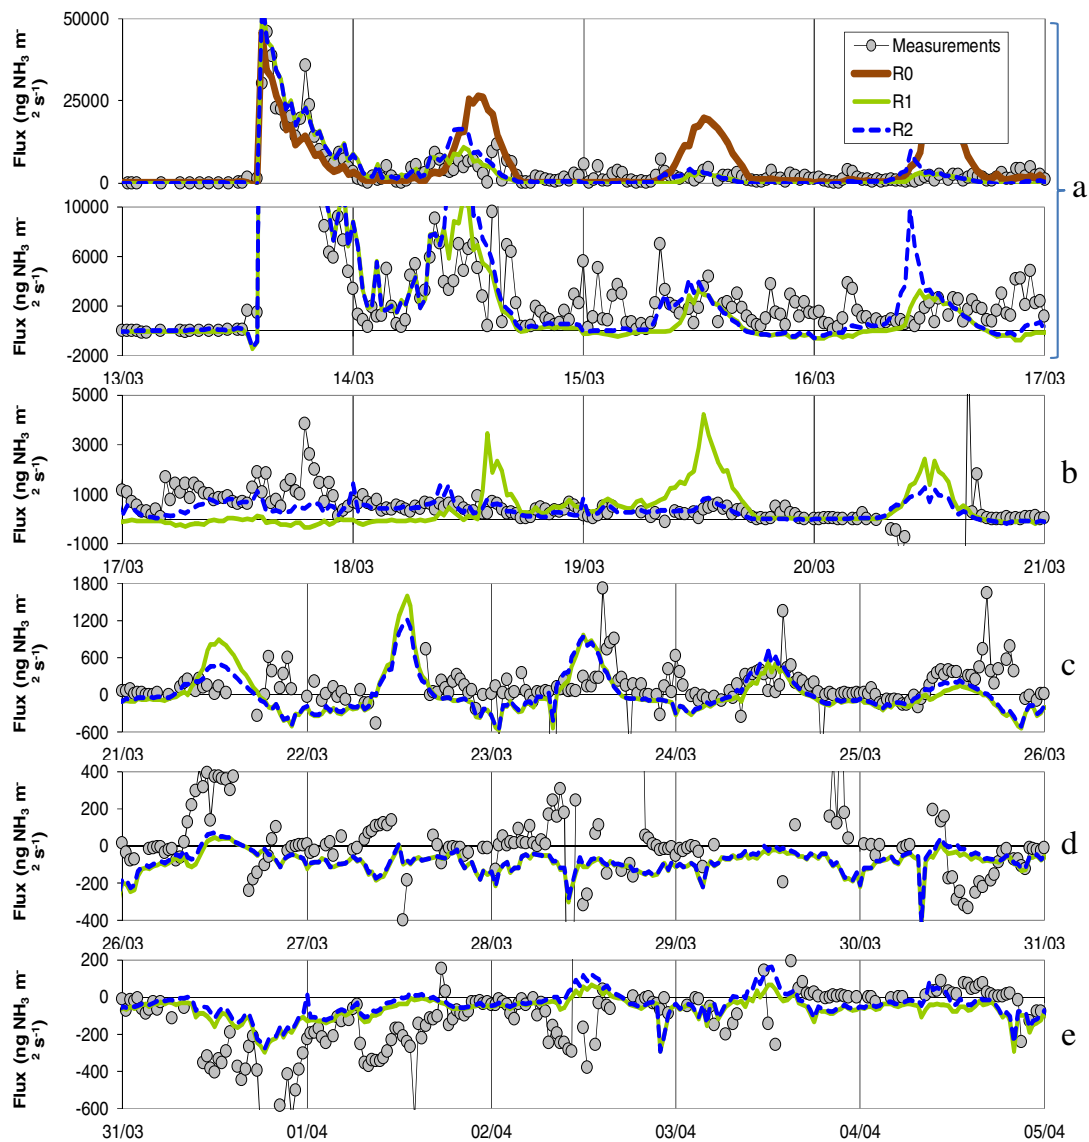 50000
25000
0
Flux (ng NH3 m-
2 s-1)
Measurements
R0
R1
R2
a
10000
6000
2000
-2000
Flux (ng NH3 m-
2 s-1)
13/03 14/03 15/03 16/03 17/03
5000
3000
1000
-1000
Flux (ng NH3 m-
2 s-1)
b
17/03 18/03 19/03 20/03 21/03
1800
1200
600
0
-600
Flux (ng NH3 m-
2 s-1)
c
21/03 22/03 23/03 24/03 25/03 26/03
400
200
0
-200
-400
Flux (ng NH3 m-
2 s-1)
d
26/03 27/03 28/03 29/03 30/03 31/03
200
0
-200
-400
-600
Flux (ng NH3 m-
2 s-1)
e
31/03 01/04 02/04 03/04 04/04 05/04